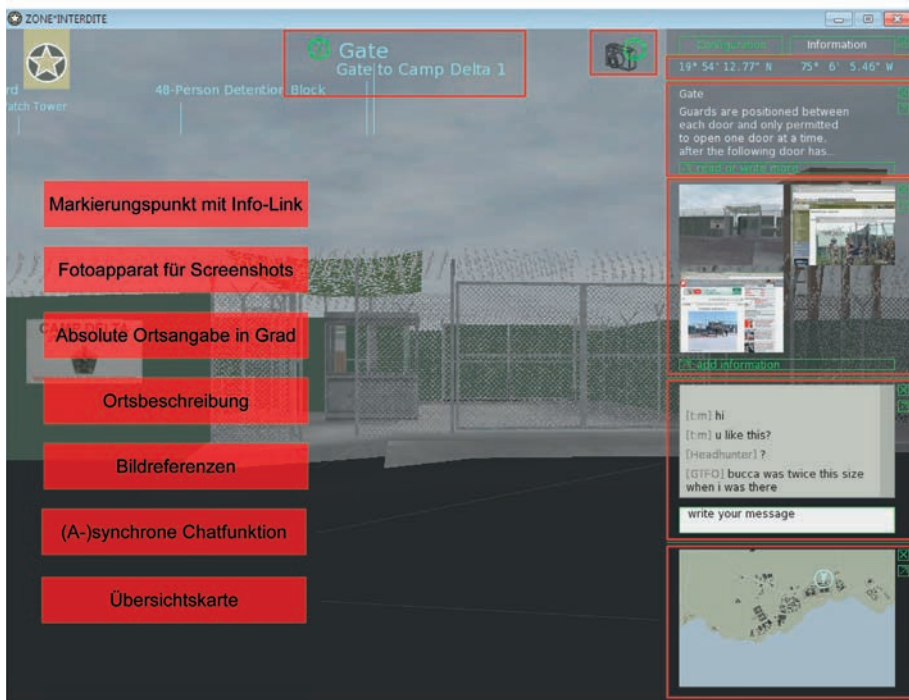 ZONE*INTERDITE
Gate
Gate to Camp Delta 1
48-Person Detention Block
rd
atch Tower
Configuration
Information
19° 54' 12.77" N 75° 6' 5.46" W
Gate
Guards are positioned between
each door and only permitted
to open one door at a time.
after the following door has...
read or write more
Markierungspunkt mit Info-Link
Fotoapparat für Screenshots
Absolute Ortsangabe in Grad
Ortsbeschreibung
Bildreferenzen
(A-)synchrone Chatfunktion
Übersichtskarte
CAMP DELTA
add information
[t:m] hi
[t:m] u like this?
[Headhunter] ?
[GTFO] bucca was twice this size
when i was there
write your message